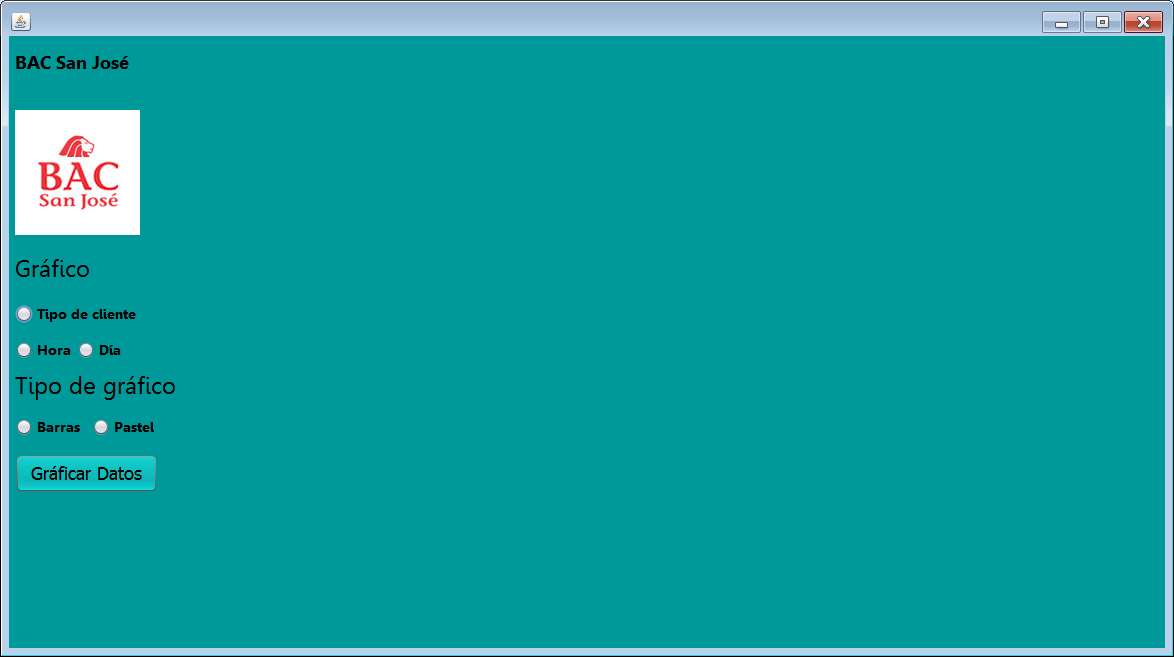 BAC San José
BAC
San José
Gráfico
Tipo de cliente
Hora Día
Tipo de gráfico
Barras Pastel
Gráficar Datos